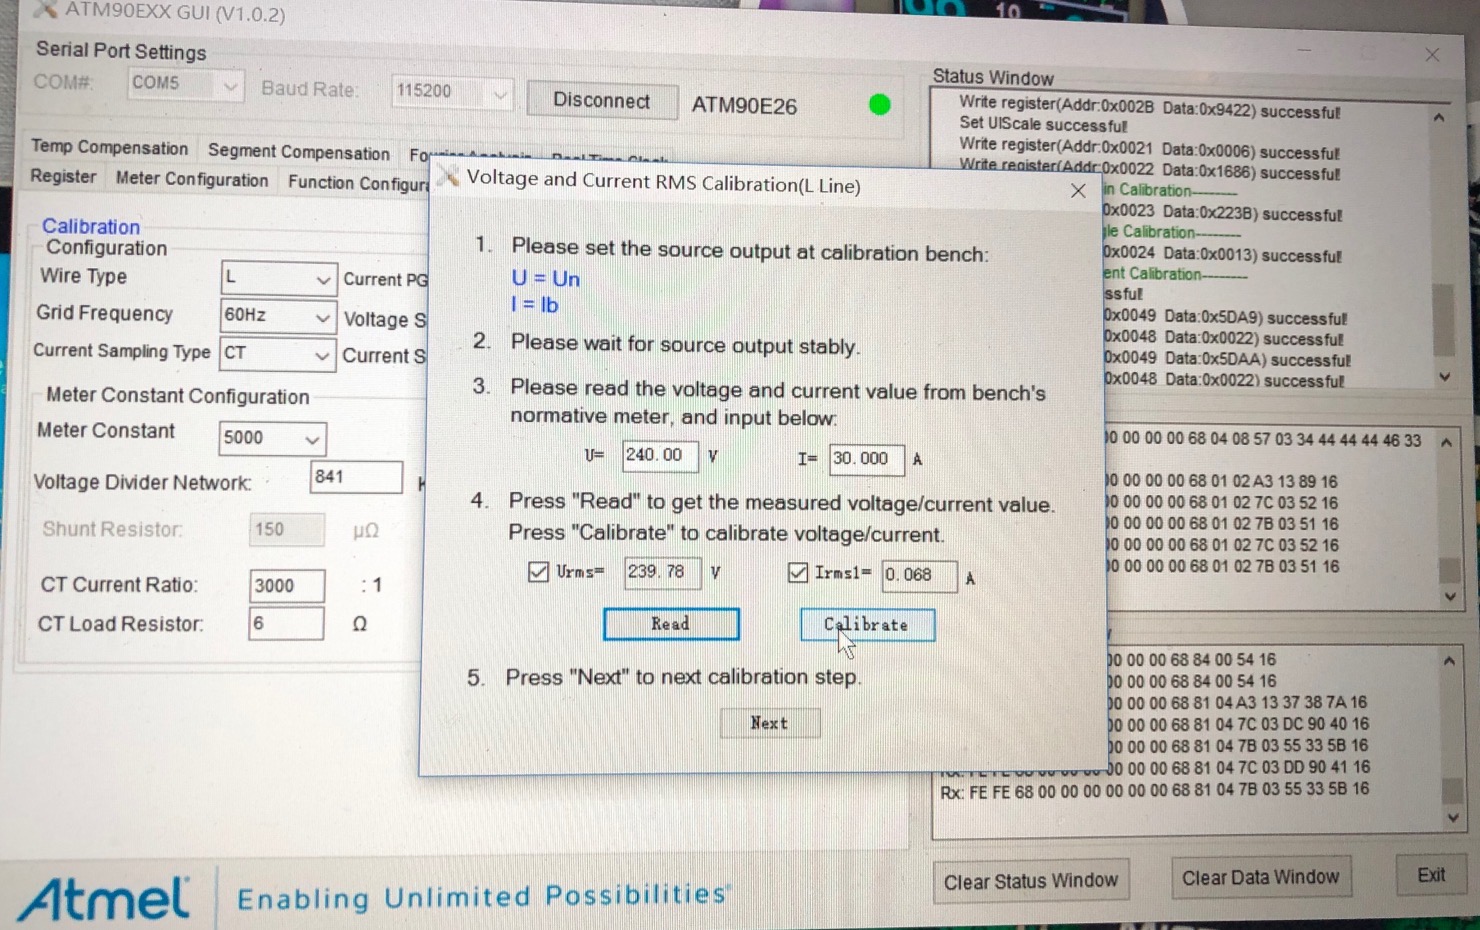 ATM90EXX GUI (V1.0.2)
10
Serial Port Settings
COM#:
COM5
Baud Rate:
115200
Disconnect
ATM90E26
Temp Compensation
Segment Compensation
Register
Meter Configuration
Calibration
Configuration
Wire Type
L
Grid Frequency
60Hz
Current Sampling Type
CT
Meter Constant Configuration
Meter Constant
5000
Voltage Divider Network:
841
Shunt Resistor:
150
µΩ
CT Current Ratio:
3000
: 1
CT Load Resistor:
6
Ω
Voltage and Current RMS Calibration(L Line)
1. Please set the source output at calibration bench:
U = Un
I = Ib
2. Please wait for source output stably.
3. Please read the voltage and current value from bench's
normative meter, and input below:
U= 240.00 V
I= 30.000 A
4. Press "Read" to get the measured voltage/current value.
Press "Calibrate" to calibrate voltage/current.
Urms= 239.78 V
Irms1= 0.068 A
Read
Calibrate
5. Press "Next" to next calibration step.
Next
Status Window
Write register(Addr:0x002B Data:0x9422) successful!
Set UIScale successful!
Write register(Addr:0x0021 Data:0x0006) successful!
Write register(Addr:0x0022 Data:0x1686) successful!
in Calibration--------
0x0023 Data:0x223B) successful!
le Calibration--------
0x0024 Data:0x0013) successful!
ent Calibration--------
ssful!
0x0049 Data:0x5DA9) successful!
0x0048 Data:0x0022) successful!
0x0049 Data:0x5DAA) successful!
0x0048 Data:0x0022) successful!
00 00 00 00 68 04 08 57 03 34 44 44 44 46 33
00 00 00 00 68 01 02 A3 13 89 16
00 00 00 00 68 01 02 7C 03 52 16
00 00 00 00 68 01 02 7B 03 51 16
00 00 00 00 68 01 02 7C 03 52 16
00 00 00 00 68 01 02 7B 03 51 16
00 00 00 68 84 00 54 16
00 00 00 68 84 00 54 16
00 00 00 68 81 04 A3 13 37 38 7A 16
00 00 00 68 81 04 7C 03 DC 90 40 16
00 00 00 68 81 04 7B 03 55 33 5B 16
00 00 00 68 81 04 7C 03 DD 90 41 16
Rx: FE FE 68 00 00 00 00 00 00 68 81 04 7B 03 55 33 5B 16
Clear Status Window
Clear Data Window
Exit
Atmel
Enabling Unlimited Possibilities